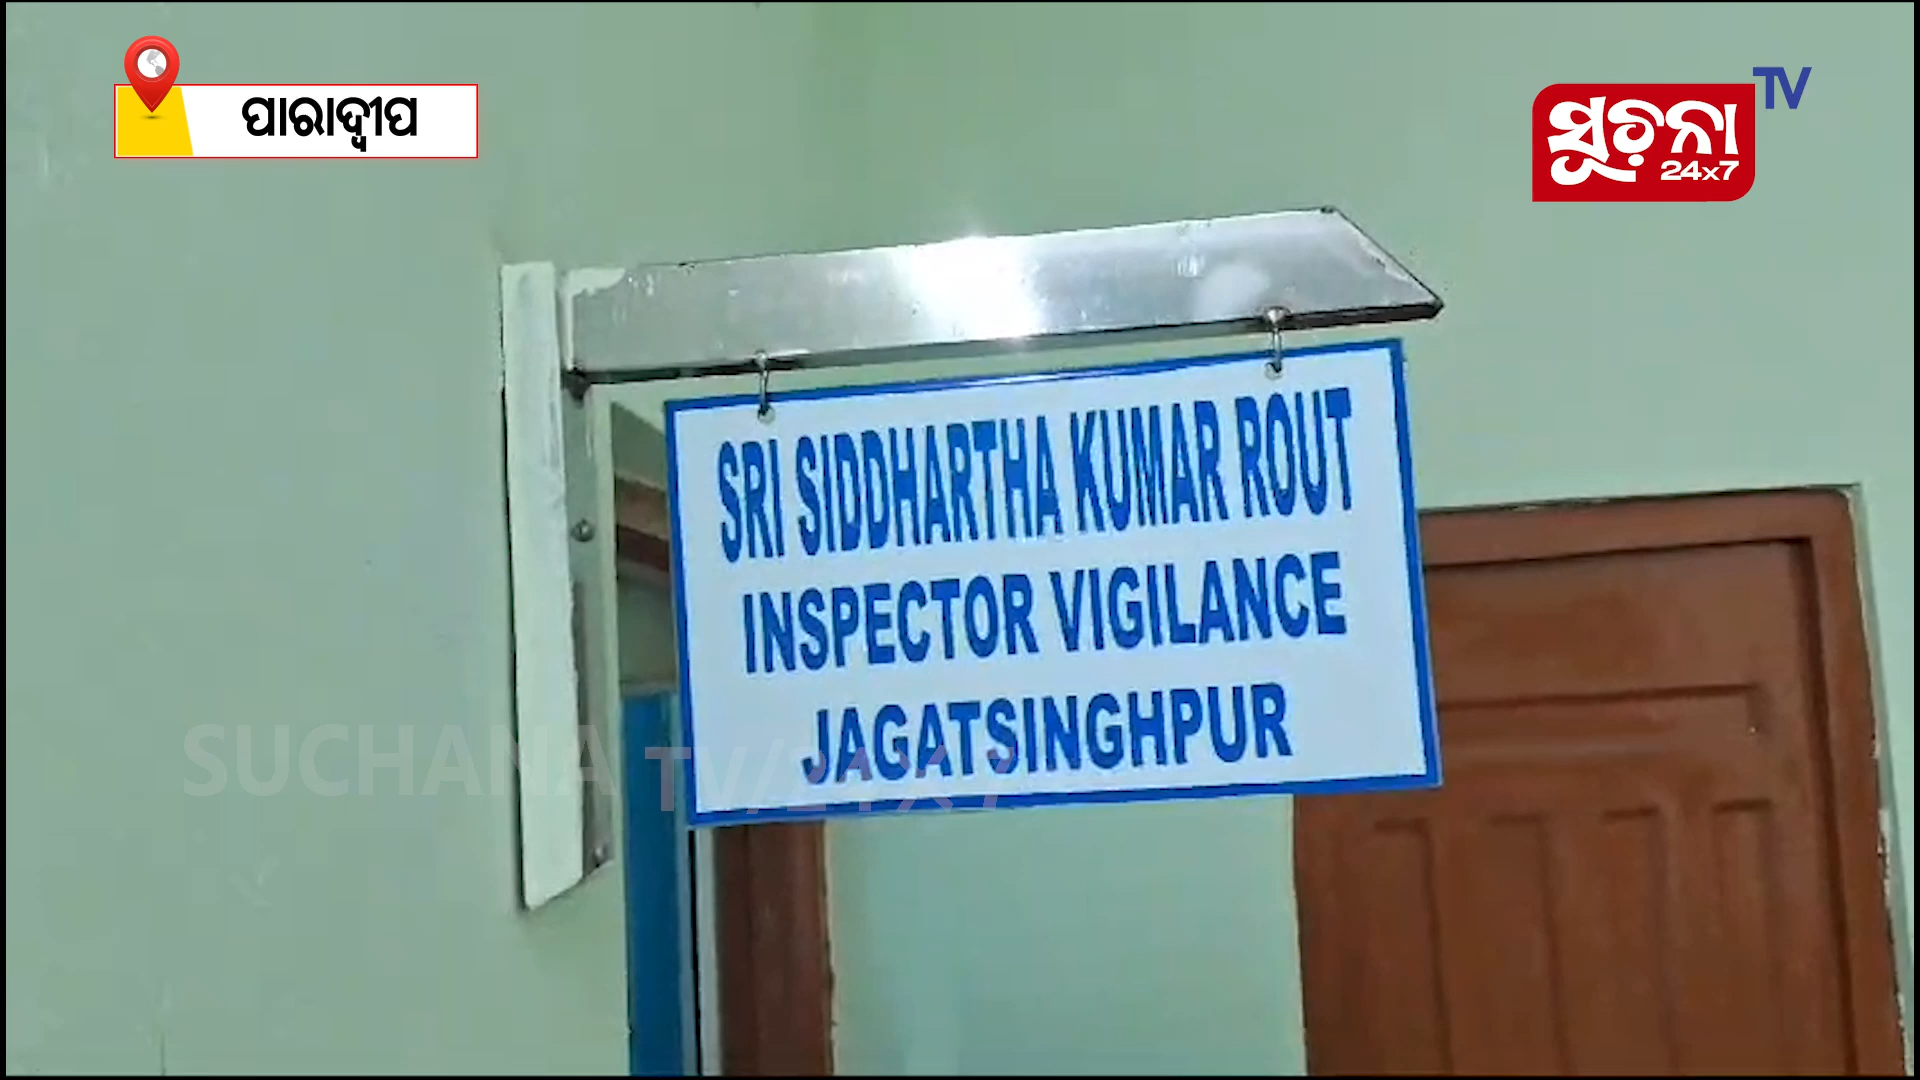 ପାରାଦ୍ୱୀପ
ସୂଚନା TV
24x7
SRI SIDDHARTHA KUMAR ROUT
INSPECTOR VIGILANCE
JAGATSINGHPUR
SUCHANA TV/24X7